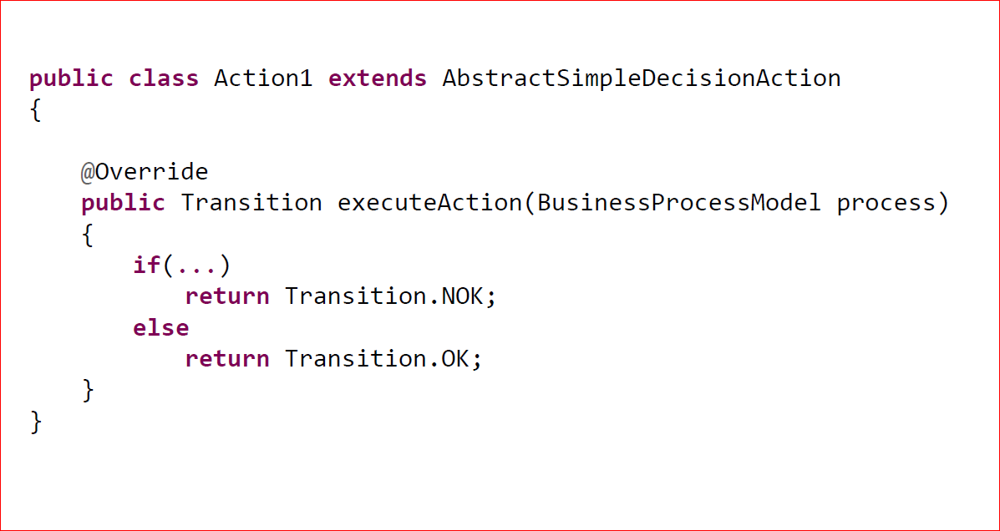 public class Action1 extends AbstractSimpleDecisionAction
{
@Override
public Transition executeAction(BusinessProcessModel process)
{
if(...)
return Transition.NOK;
else
return Transition.OK;
}
}